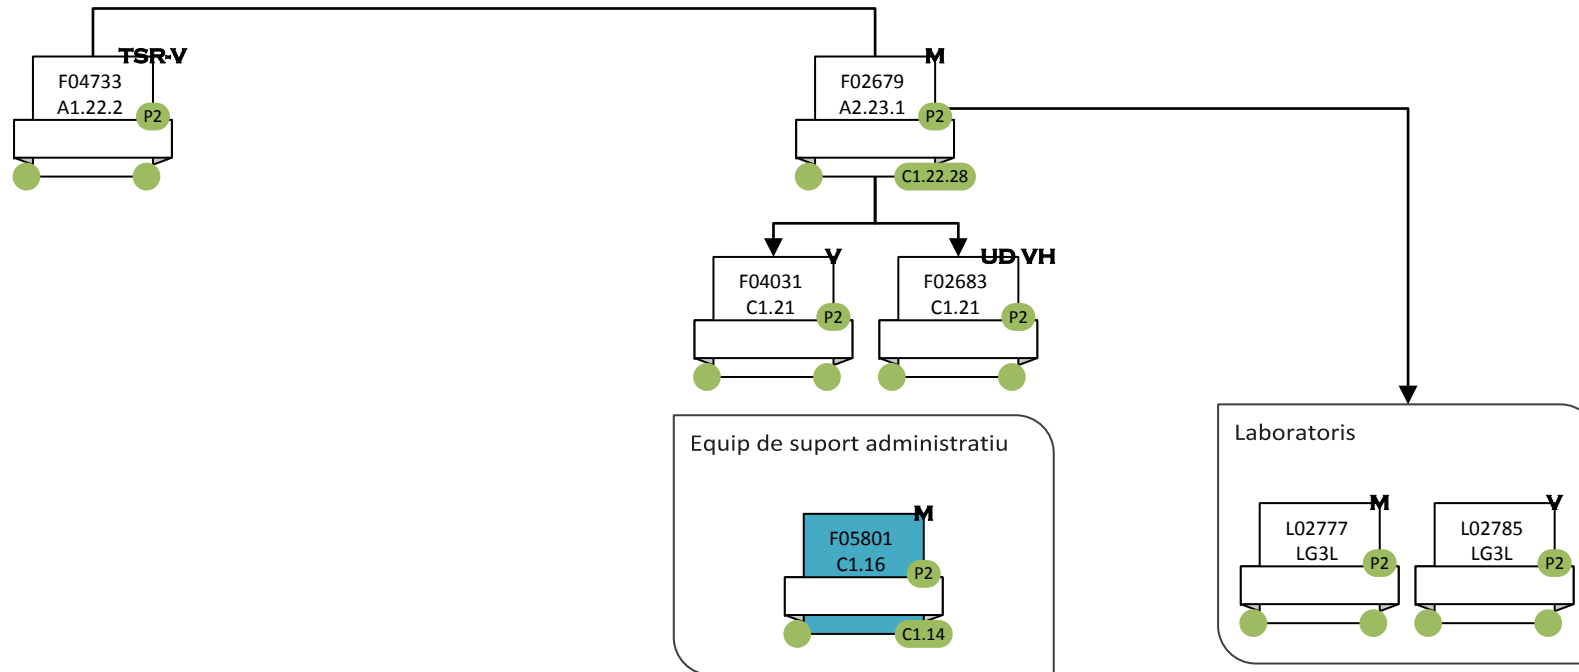 TSR-V
F04733
A1.22.2
P2
M
F02679
A2.23.1
P2
C1.22.28
V
F04031
C1.21
P2
UD VH
F02683
C1.21
P2
Equip de suport administratiu
M
F05801
C1.16
P2
C1.14
Laboratoris
M
L02777
LG3L
P2
V
L02785
LG3L
P2